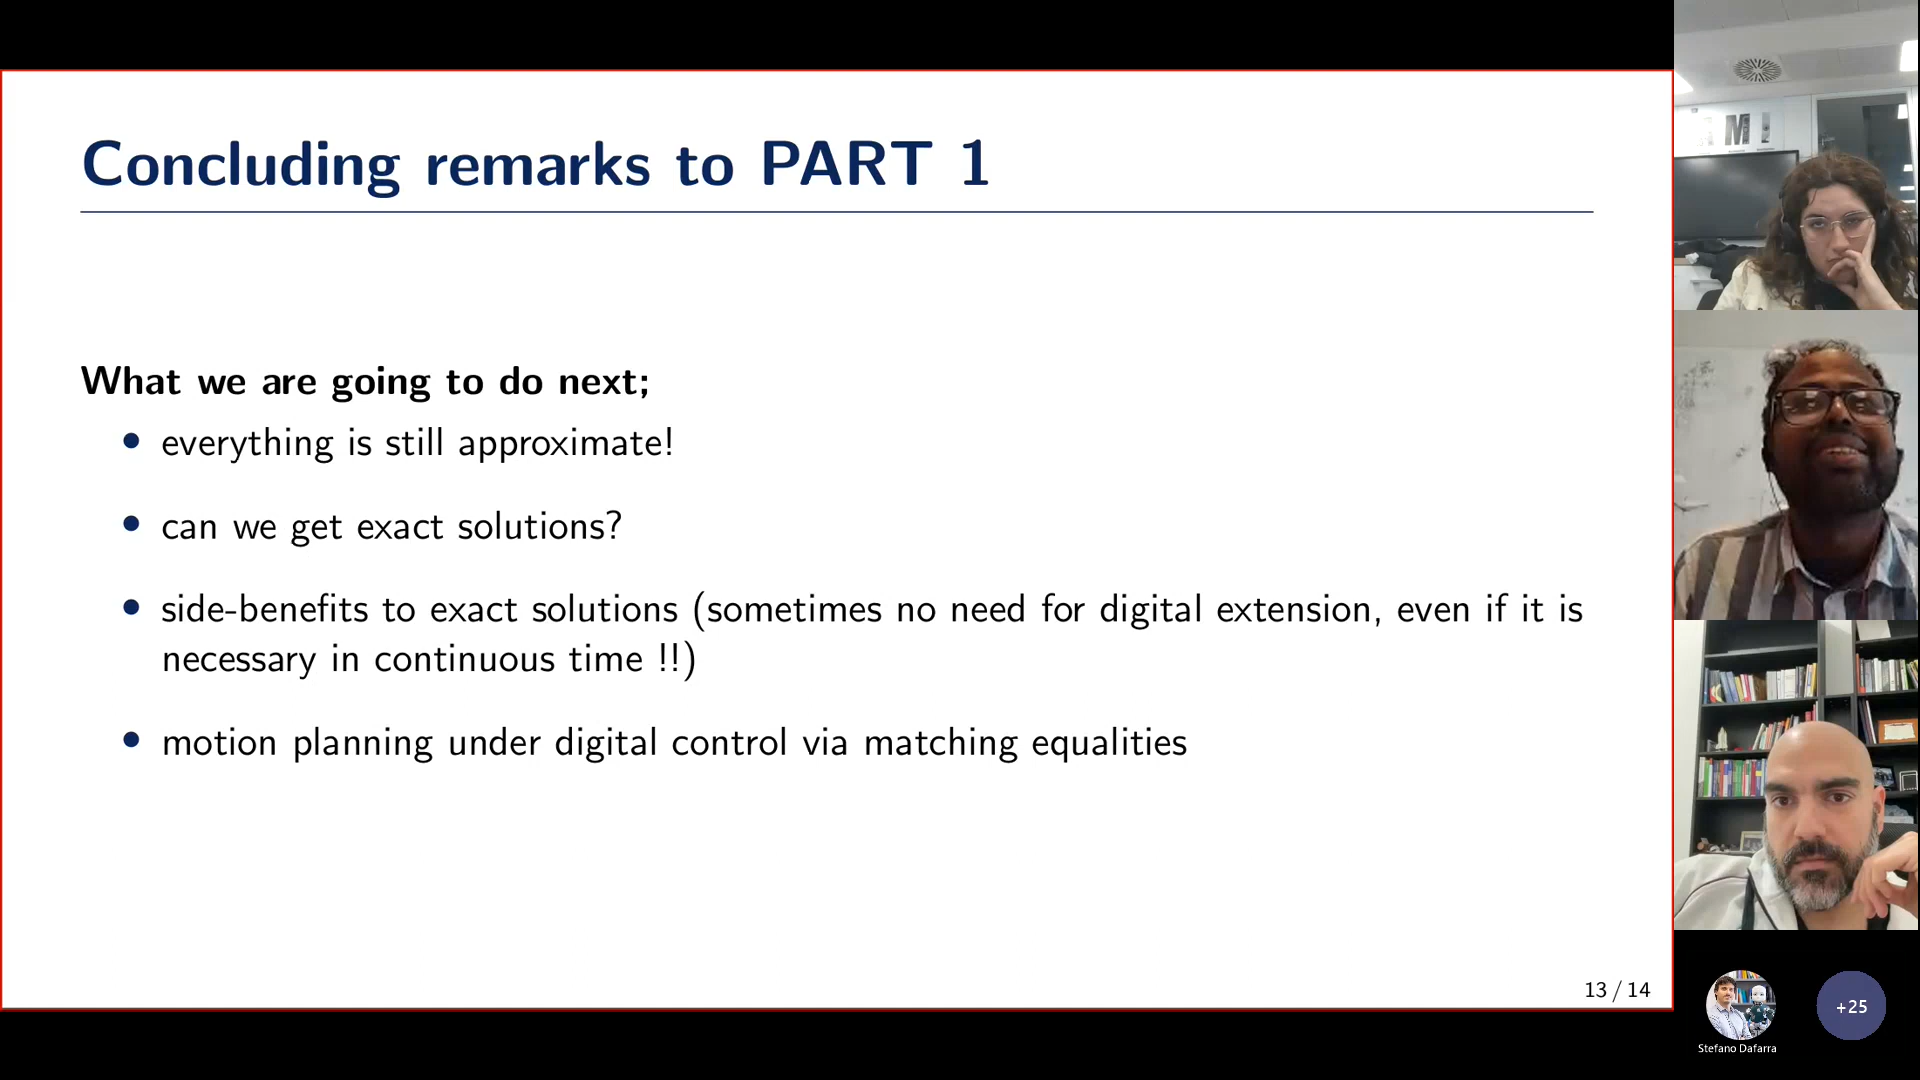 Concluding remarks to PART 1
What we are going to do next;
• everything is still approximate!
• can we get exact solutions?
• side-benefits to exact solutions (sometimes no need for digital extension, even if it is
necessary in continuous time !!)
• motion planning under digital control via matching equalities
13 / 14
AMI
+25
Stefano Dafarra